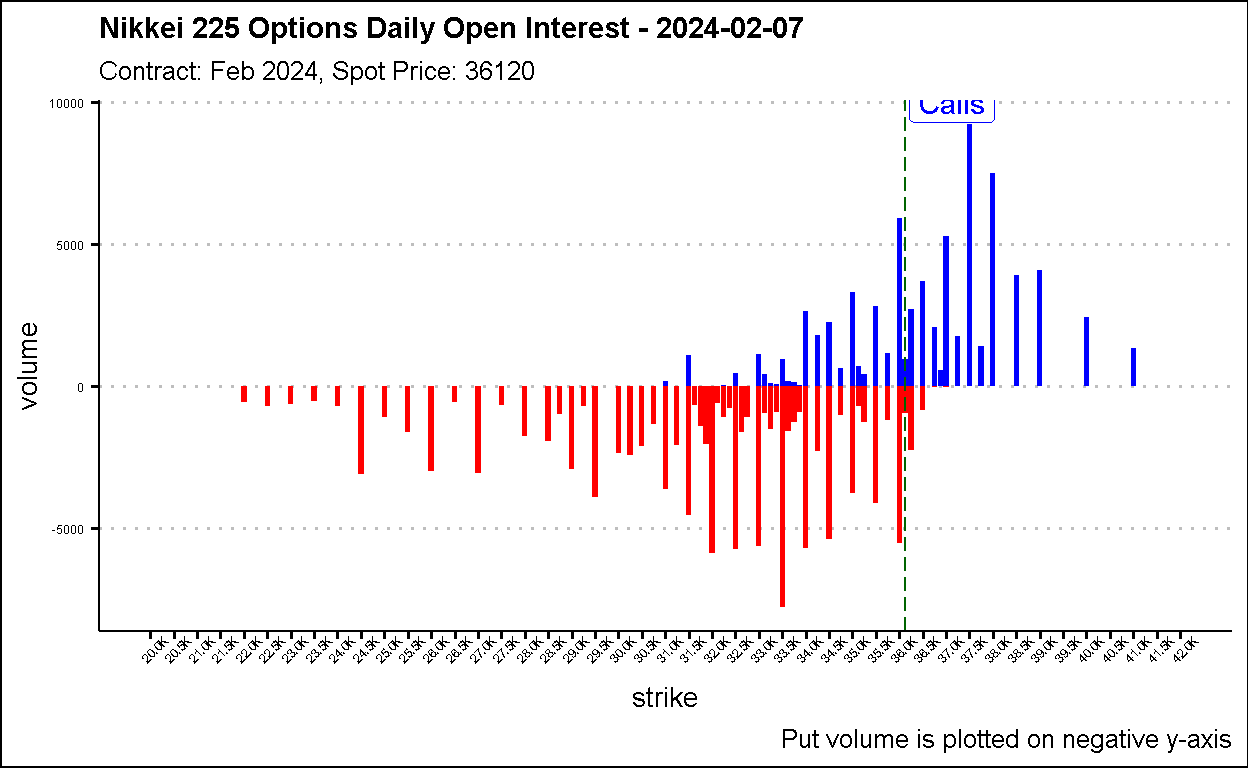 Nikkei 225 Options Daily Open Interest - 2024-02-07
Contract: Feb 2024, Spot Price: 36120
Calls
10000
5000
0
-5000
volume
20.0K 20.5K 21.0K 21.5K 22.0K 22.5K 23.0K 23.5K 24.0K 24.5K 25.0K 25.5K 26.0K 26.5K 27.0K 27.5K 28.0K 28.5K 29.0K 29.5K 30.0K 30.5K 31.0K 31.5K 32.0K 32.5K 33.0K 33.5K 34.0K 34.5K 35.0K 35.5K 36.0K 36.5K 37.0K 37.5K 38.0K 38.5K 39.0K 39.5K 40.0K 40.5K 41.0K 41.5K 42.0K
strike
Put volume is plotted on negative y-axis